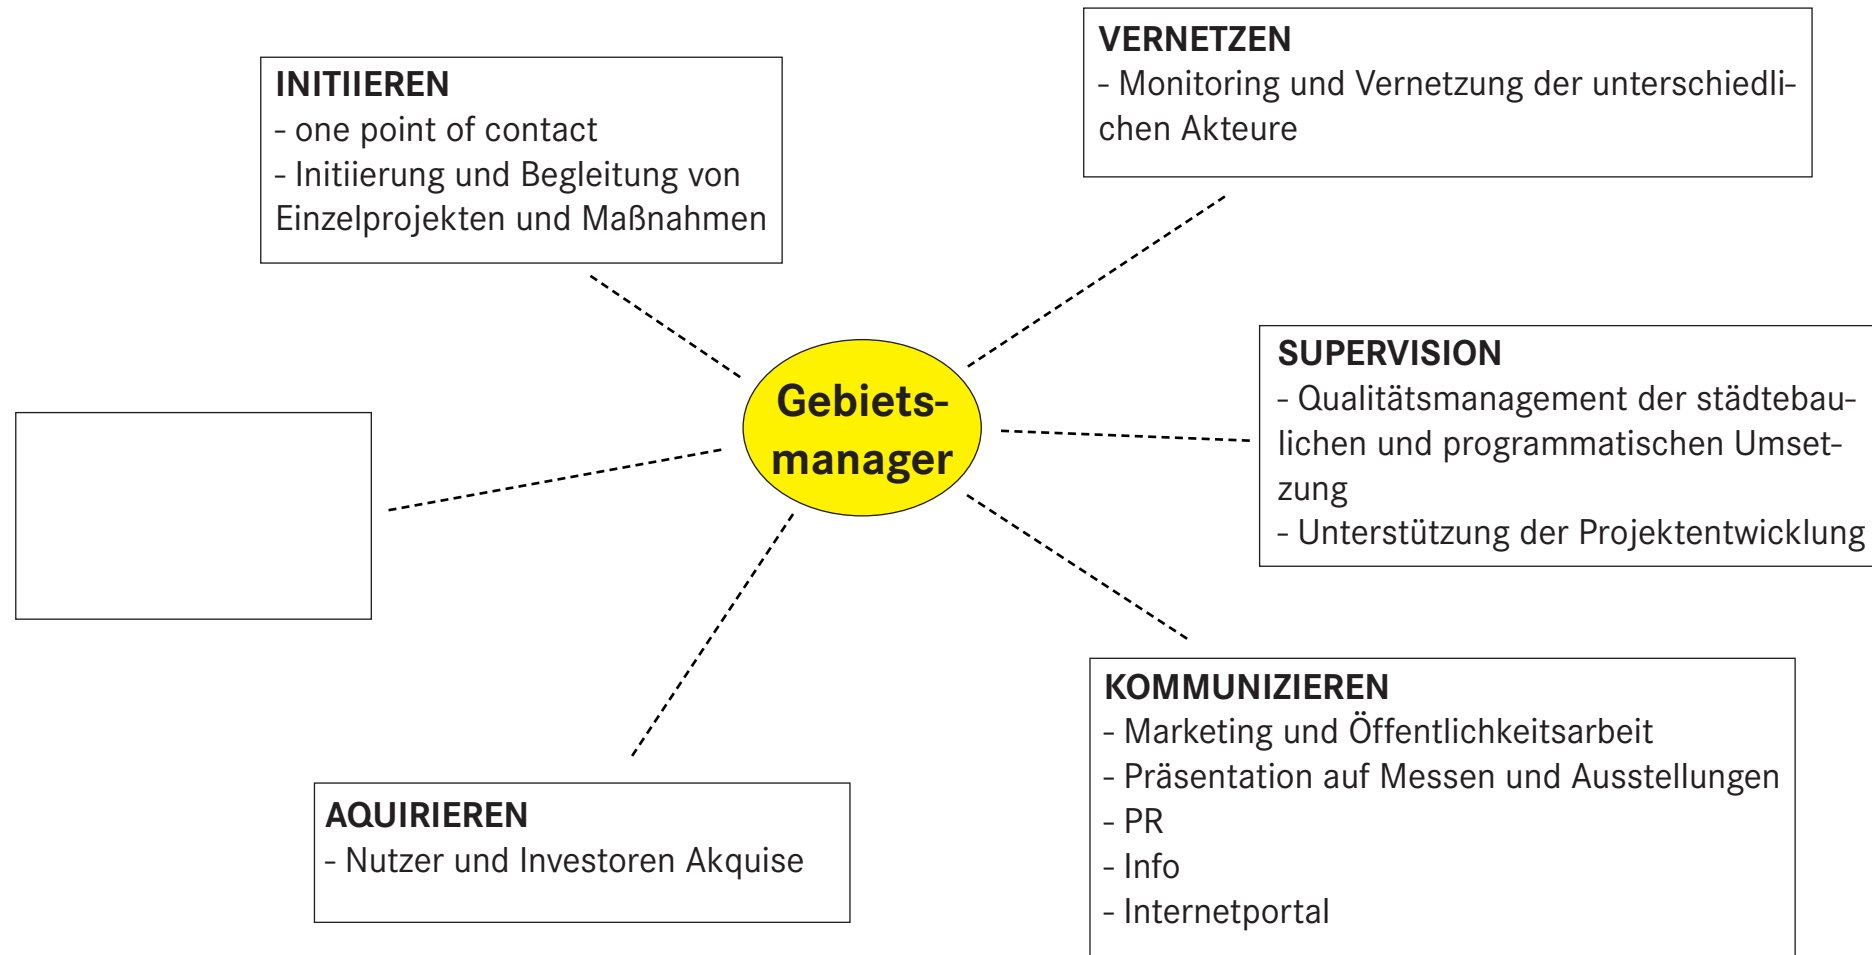 INITIIEREN
- one point of contact
- Initiierung und Begleitung von
Einzelprojekten und Maßnahmen
VERNETZEN
- Monitoring und Vernetzung der unterschiedli-
chen Akteure
Gebiets-
manager
SUPERVISION
- Qualitätsmanagement der städtebau-
lichen und programmatischen Umset-
zung
- Unterstützung der Projektentwicklung
AQUIRIEREN
- Nutzer und Investoren Akquise
KOMMUNIZIEREN
- Marketing und Öffentlichkeitsarbeit
- Präsentation auf Messen und Ausstellungen
- PR
- Info
- Internetportal